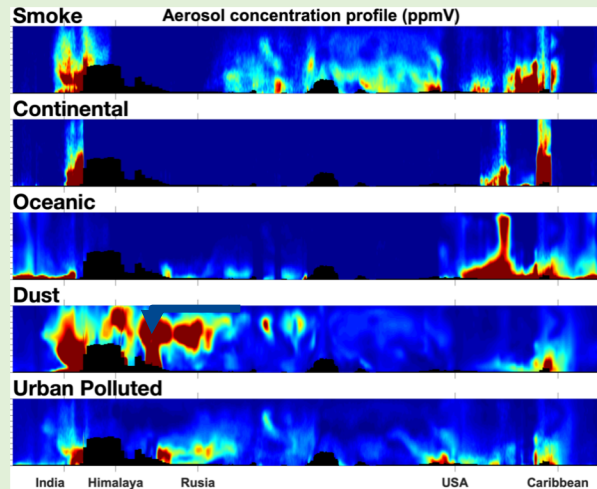 Smoke Aerosol concentration profile (ppmV)
Continental
Oceanic
Dust
Urban Polluted
India Himalaya Rusia USA Caribbean